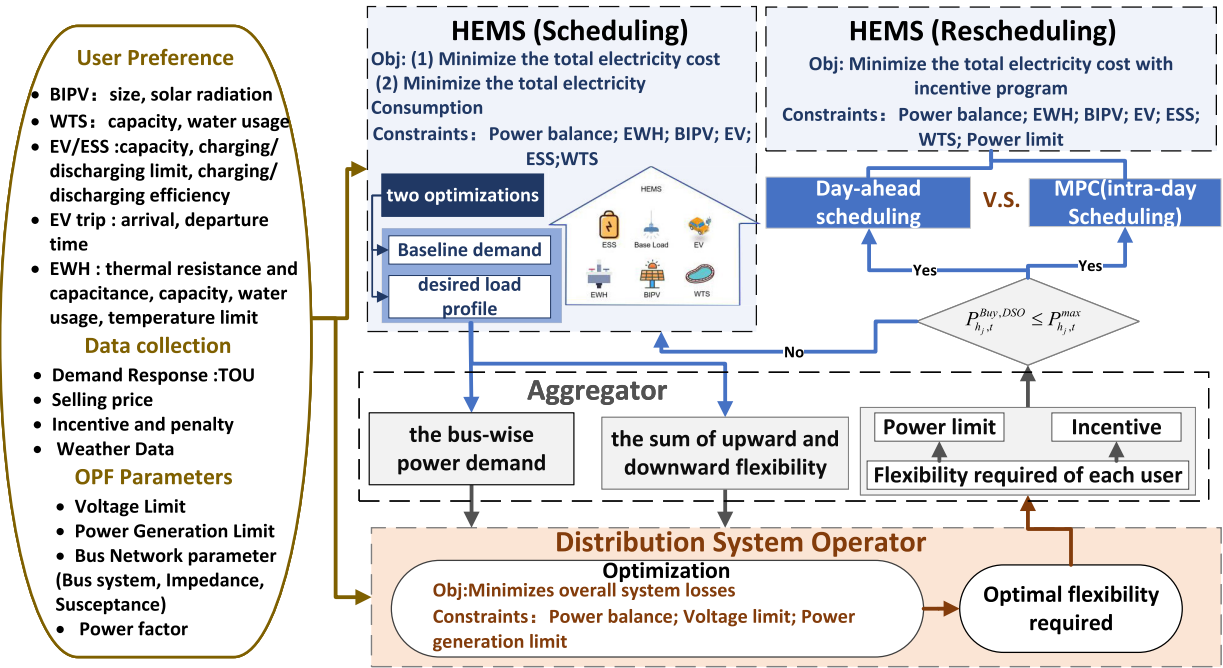 User Preference
• BIPV：size, solar radiation
• WTS：capacity, water usage
• EV/ESS :capacity, charging/
discharging limit, charging/
discharging efficiency
• EV trip : arrival, departure
time
• EWH : thermal resistance and
capacitance, capacity, water
usage, temperature limit
Data collection
• Demand Response :TOU
• Selling price
• Incentive and penalty
• Weather Data
OPF Parameters
• Voltage Limit
• Power Generation Limit
• Bus Network parameter
(Bus system, Impedance,
Susceptance)
• Power factor
HEMS (Scheduling)
Obj: (1) Minimize the total electricity cost
(2) Minimize the total electricity
Consumption
Constraints：Power balance; EWH; BIPV; EV;
ESS;WTS
two optimizations
Baseline demand
desired load
profile
HEMS
ESS
Base Load
EV
EWH
BIPV
WTS
HEMS (Rescheduling)
Obj: Minimize the total electricity cost with
incentive program
Constraints：Power balance; EWH; BIPV; EV; ESS;
WTS; Power limit
Day-ahead
scheduling
V.S.
MPC(intra-day
Scheduling)
Yes
Yes
P_{h_j,t}^{Buy,DSO} ≤ P_{h_j,t}^{max}
No
Aggregator
the bus-wise
power demand
the sum of upward and
downward flexibility
Power limit
Incentive
Flexibility required of each user
Distribution System Operator
Optimization
Obj:Minimizes overall system losses
Constraints：Power balance; Voltage limit; Power
generation limit
Optimal flexibility
required